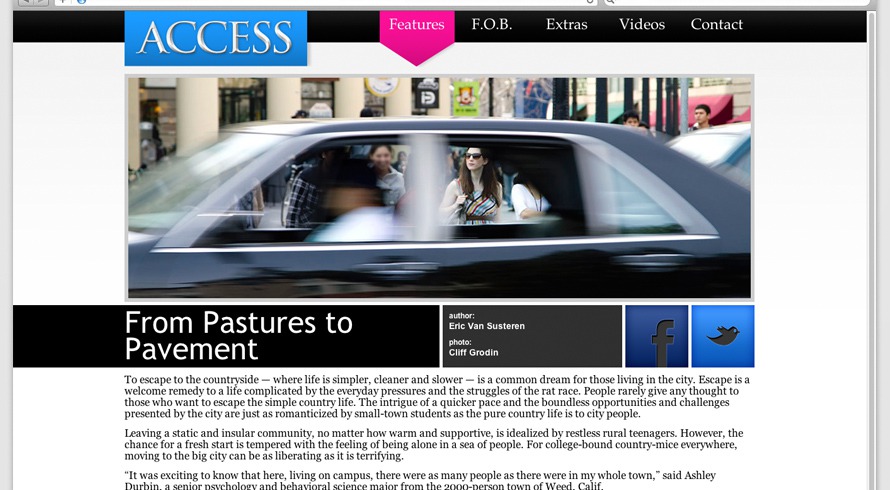 ACCESS
Features F.O.B. Extras Videos Contact
From Pastures to
Pavement
author:
Eric Van Susteren
photo:
Cliff Grodin
To escape to the countryside — where life is simpler, cleaner and slower — is a common dream for those living in the city. Escape is a
welcome remedy to a life complicated by the everyday pressures and the struggles of the rat race. People rarely give any thought to
those who want to escape the simple country life. The intrigue of a quicker pace and the boundless opportunities and challenges
presented by the city are just as romanticized by small-town students as the pure country life is to city people.
Leaving a static and insular community, no matter how warm and supportive, is idealized by restless rural teenagers. However, the
chance for a fresh start is tempered with the feeling of being alone in a sea of people. For college-bound country-mice everywhere,
moving to the big city can be as liberating as it is terrifying.
“It was exciting to know that here, living on campus, there were as many people as there were in my whole town,” said Ashley
Durbin, a senior psychology and behavioral science major from the 2000-person town of Weed, Calif.